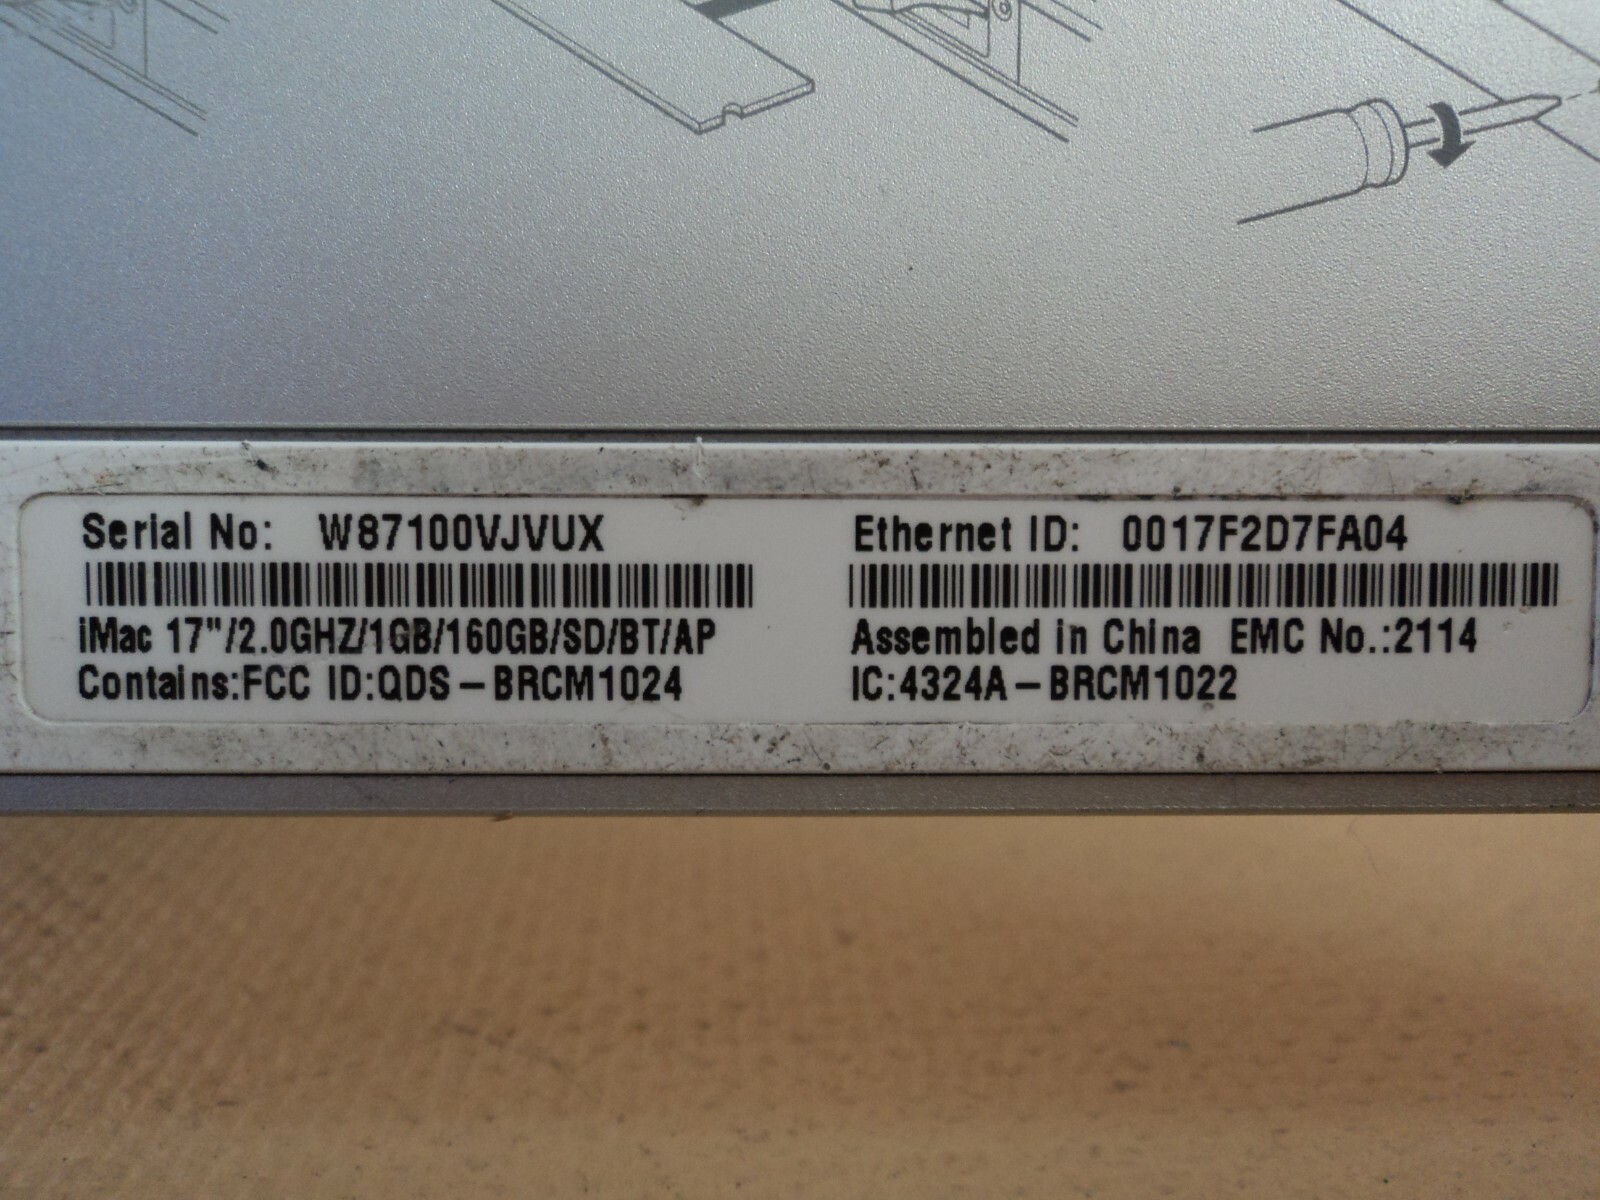 Serial No: W87100VJVUX
Ethernet ID: 0017F2D7FA04
iMac 17"/2.0GHZ/1GB/160GB/SD/BT/AP
Assembled in China EMC No.:2114
Contains:FCC ID:QDS-BRCM1024
IC:4324A-BRCM1022